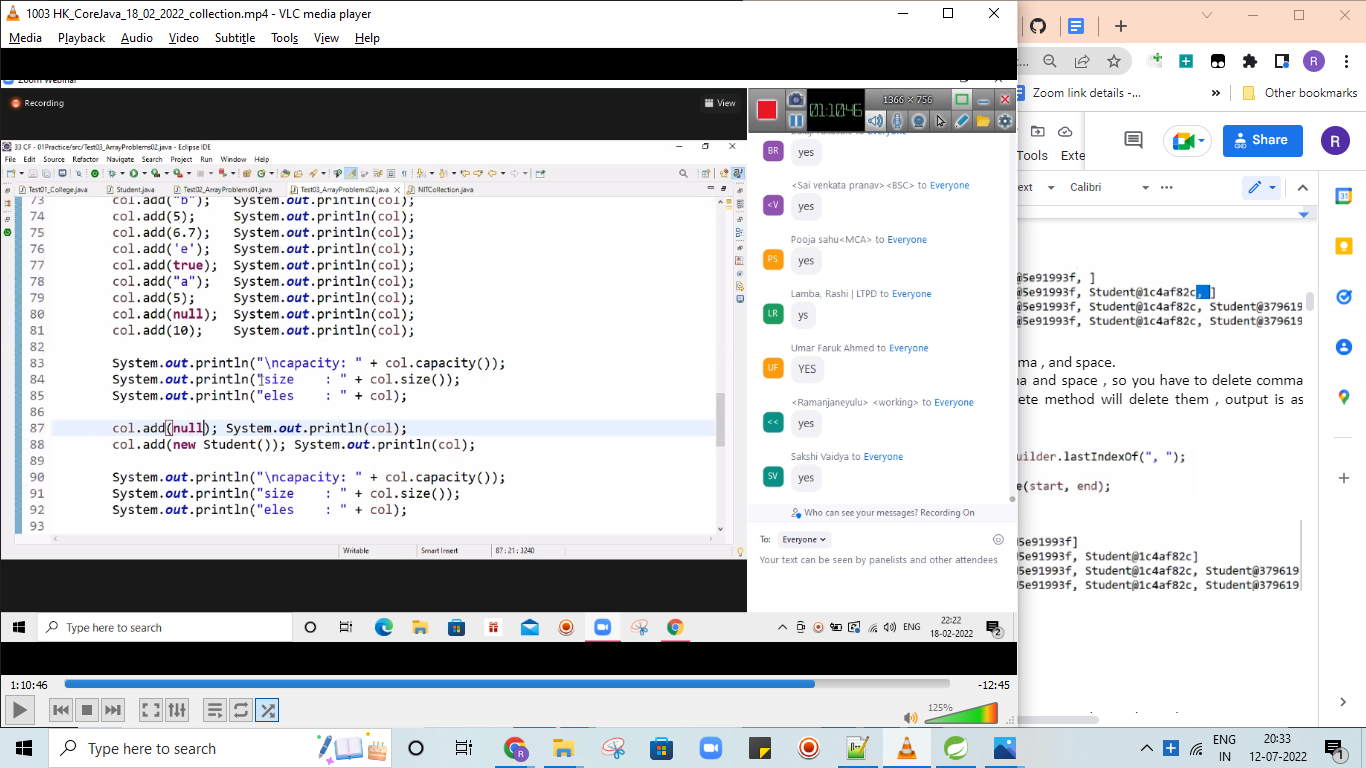 1003 HK_CoreJava_18_02_2022_collection.mp4 - VLC media player
Media Playback Audio Video Subtitle Tools View Help
Zoom Webinar
Recording
View
01:10:46
1366 × 756
33 CF - 01Practice/src/Test03_ArrayProblems02.java - Eclipse IDE
File Edit Source Refactor Navigate Search Project Run Window Help
Test01_College.java Student.java Test02_ArrayProblems01.java Test03_ArrayProblems02.java NITCollection.java
73 col.add("b"); System.out.println(col);
74 col.add(5); System.out.println(col);
75 col.add(6.7); System.out.println(col);
76 col.add('e'); System.out.println(col);
77 col.add(true); System.out.println(col);
78 col.add("a"); System.out.println(col);
79 col.add(5); System.out.println(col);
80 col.add(null); System.out.println(col);
81 col.add(10); System.out.println(col);
82
83 System.out.println("\ncapacity: " + col.capacity());
84 System.out.println("size : " + col.size());
85 System.out.println("eles : " + col);
86
87 col.add(null); System.out.println(col);
88 col.add(new Student()); System.out.println(col);
89
90 System.out.println("\ncapacity: " + col.capacity());
91 System.out.println("size : " + col.size());
92 System.out.println("eles : " + col);
93
Writable Smart Insert 87 : 21 : 3240
Everyone
BR yes
<Sai venkata pranav> <BSC> to Everyone
<V yes
Pooja sahu<MCA> to Everyone
PS yes
Lamba, Rashi | LTPD to Everyone
LR ys
Umar Faruk Ahmed to Everyone
UF YES
<Ramanjaneyulu> <working> to Everyone
<< yes
Sakshi Vaidya to Everyone
SV yes
Who can see your messages? Recording On
To: Everyone
Your text can be seen by panelists and other attendees
Type here to search
ENG
22:22
18-02-2022
2
1:10:46
-12:45
125%
R
Zoom link details -...
»
Other bookmarks
Tools Exte
Share
R
ext Calibri
@5e91993f, ]
@5e91993f, Student@1c4af82c, ]
@5e91993f, Student@1c4af82c, Student@379619
@5e91993f, Student@1c4af82c, Student@379619
ma , and space.
na and space , so you have to delete comma
ete method will delete them , output is as
uilder.lastIndexOf(", ");
e(start, end);
5e91993f]
5e91993f, Student@1c4af82c]
5e91993f, Student@1c4af82c, Student@379619
5e91993f, Student@1c4af82c, Student@379619
31
Type here to search
R
ENG
IN
20:33
12-07-2022
1